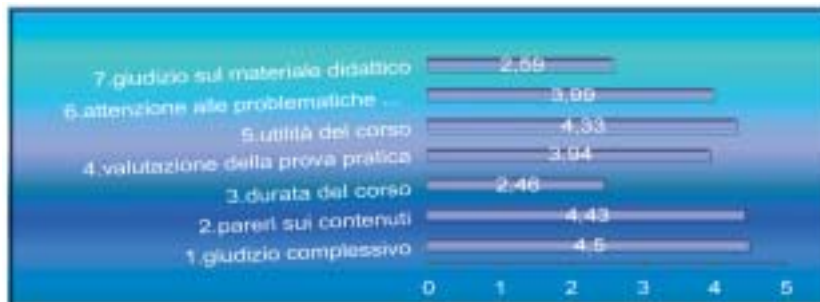 7.giudizio sul materiale didattico 2,59
6.attenzione alle problematiche ... 3,99
5.utilità del corso 4,33
4.valutazione della prova pratica 3,94
3.durata del corso 2,46
2.pareri sui contenuti 4,43
1.giudizio complessivo 4,5
0 1 2 3 4 5